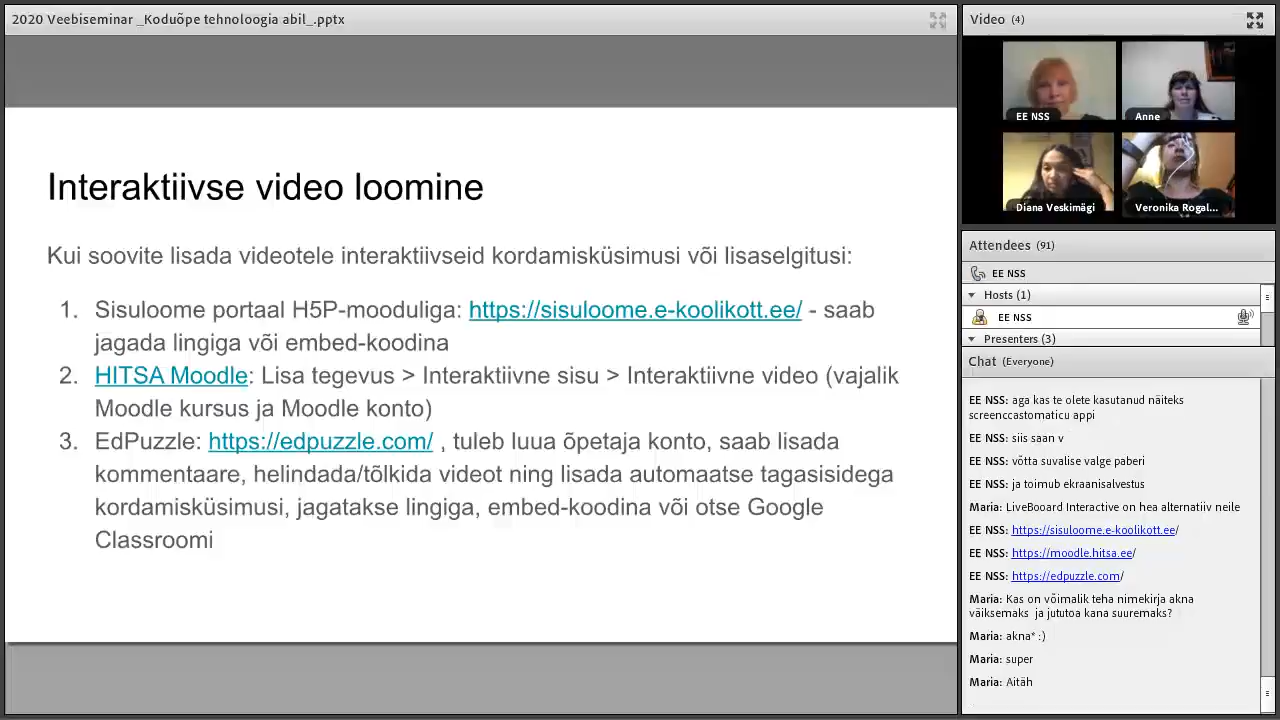 2020 Veebiseminar _Koduõpe tehnoloogia abil_.pptx
Interaktiivse video loomine
Kui soovite lisada videotele interaktiivseid kordamisküsimusi või lisaselgitusi:
1. Sisuloome portaal H5P-mooduliga: https://sisuloome.e-koolikott.ee/ - saab
jagada lingiga või embed-koodina
2. HITSA Moodle: Lisa tegevus > Interaktiivne sisu > Interaktiivne video (vajalik
Moodle kursus ja Moodle konto)
3. EdPuzzle: https://edpuzzle.com/ , tuleb luua õpetaja konto, saab lisada
kommentaare, helindada/tõlkida videot ning lisada automaatse tagasisidega
kordamisküsimusi, jagatakse lingiga, embed-koodina või otse Google
Classroomi
Video (4)
EE NSS
Anne
Diana Veskimägi
Veronika Rogal...
Attendees (91)
EE NSS
Hosts (1)
EE NSS
Presenters (3)
Chat (Everyone)
EE NSS: aga kas te olete kasutanud näiteks
screenccastomaticu appi
EE NSS: siis saan v
EE NSS: võtta suvalise valge paberi
EE NSS: ja toimub ekraanisalvestus
Maria: LiveBooard Interactive on hea alternatiiv neile
EE NSS: https://sisuloome.e-koolikott.ee/
EE NSS: https://moodle.hitsa.ee/
EE NSS: https://edpuzzle.com/
Maria: Kas on võimalik teha nimekirja akna
väiksemaks ja jututoa kana suuremaks?
Maria: akna* :)
Maria: super
Maria: Aitäh